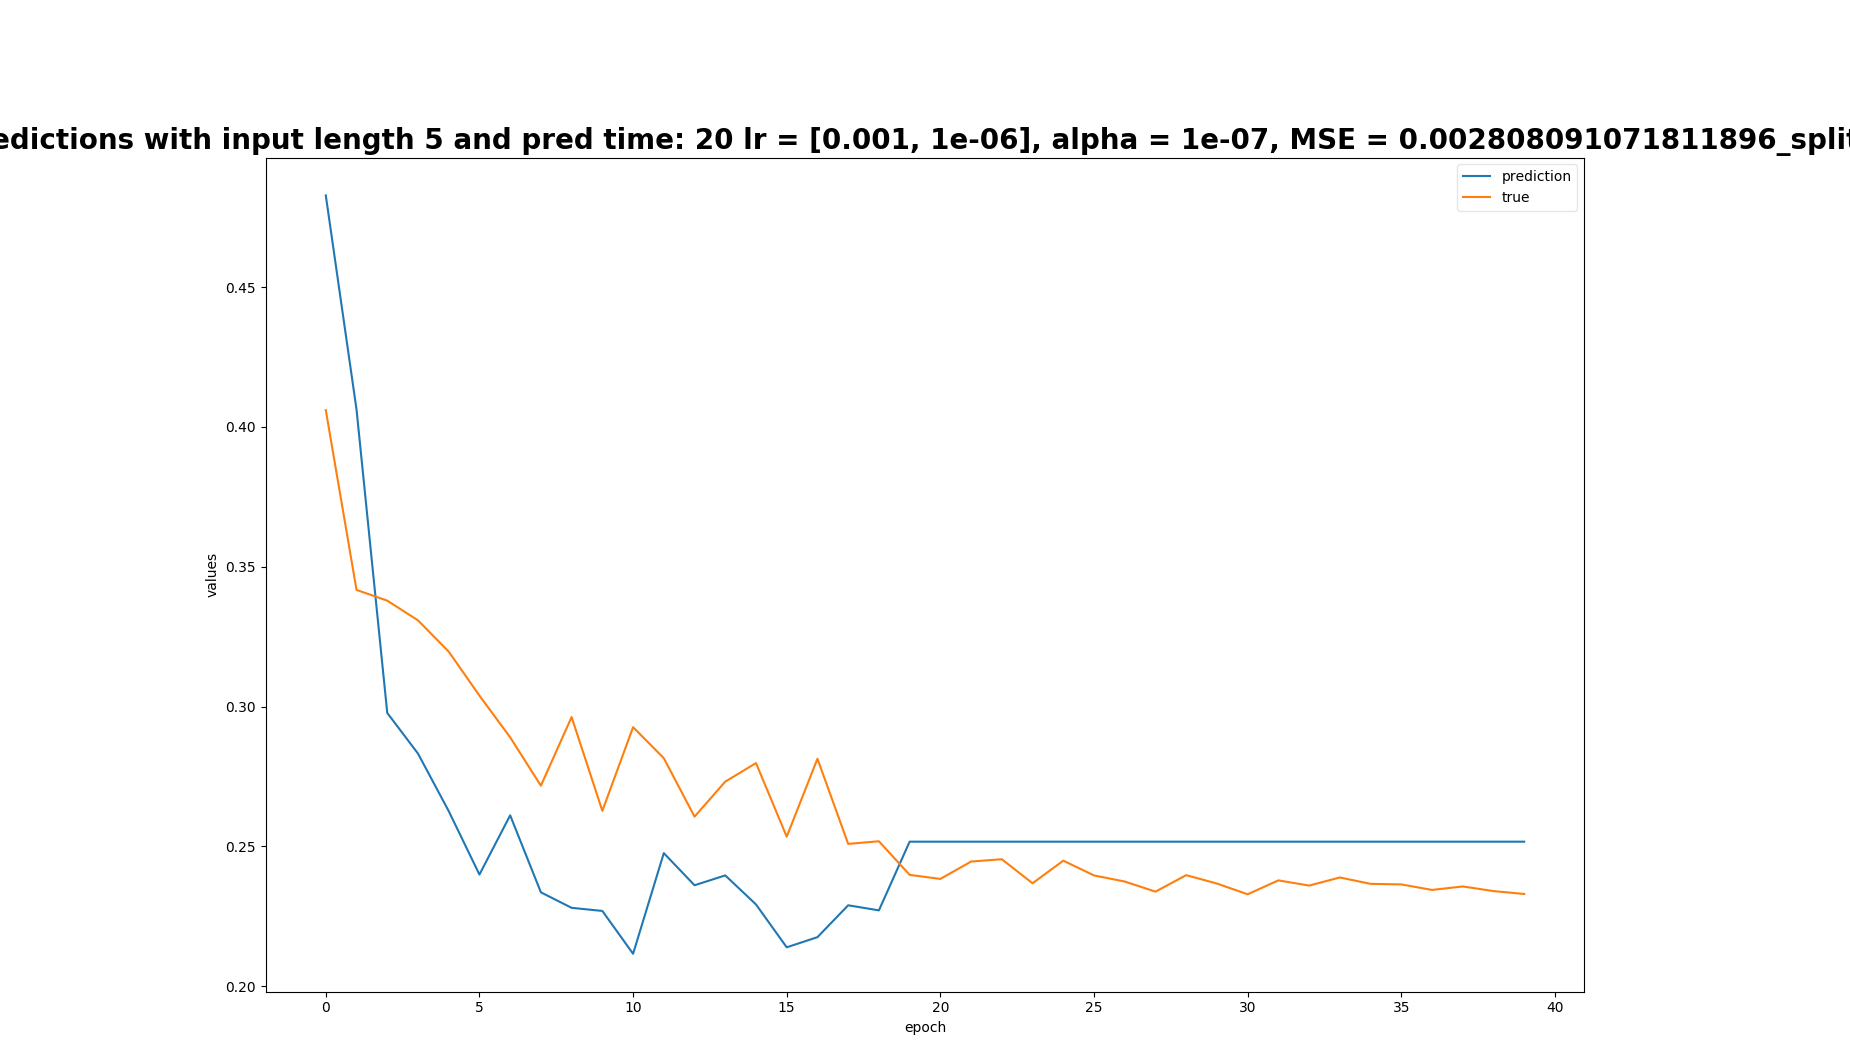 edictions with input length 5 and pred time: 20 lr = [0.001, 1e-06], alpha = 1e-07, MSE = 0.002808091071811896_split
prediction
true
0.45
0.40
0.35
0.30
0.25
0.20
values
0 5 10 15 20 25 30 35 40
epoch